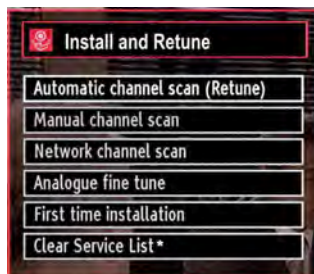 Install and Retune
Automatic channel scan (Retune)
Manual channel scan
Network channel scan
Analogue fine tune
First time installation
Clear Service List*